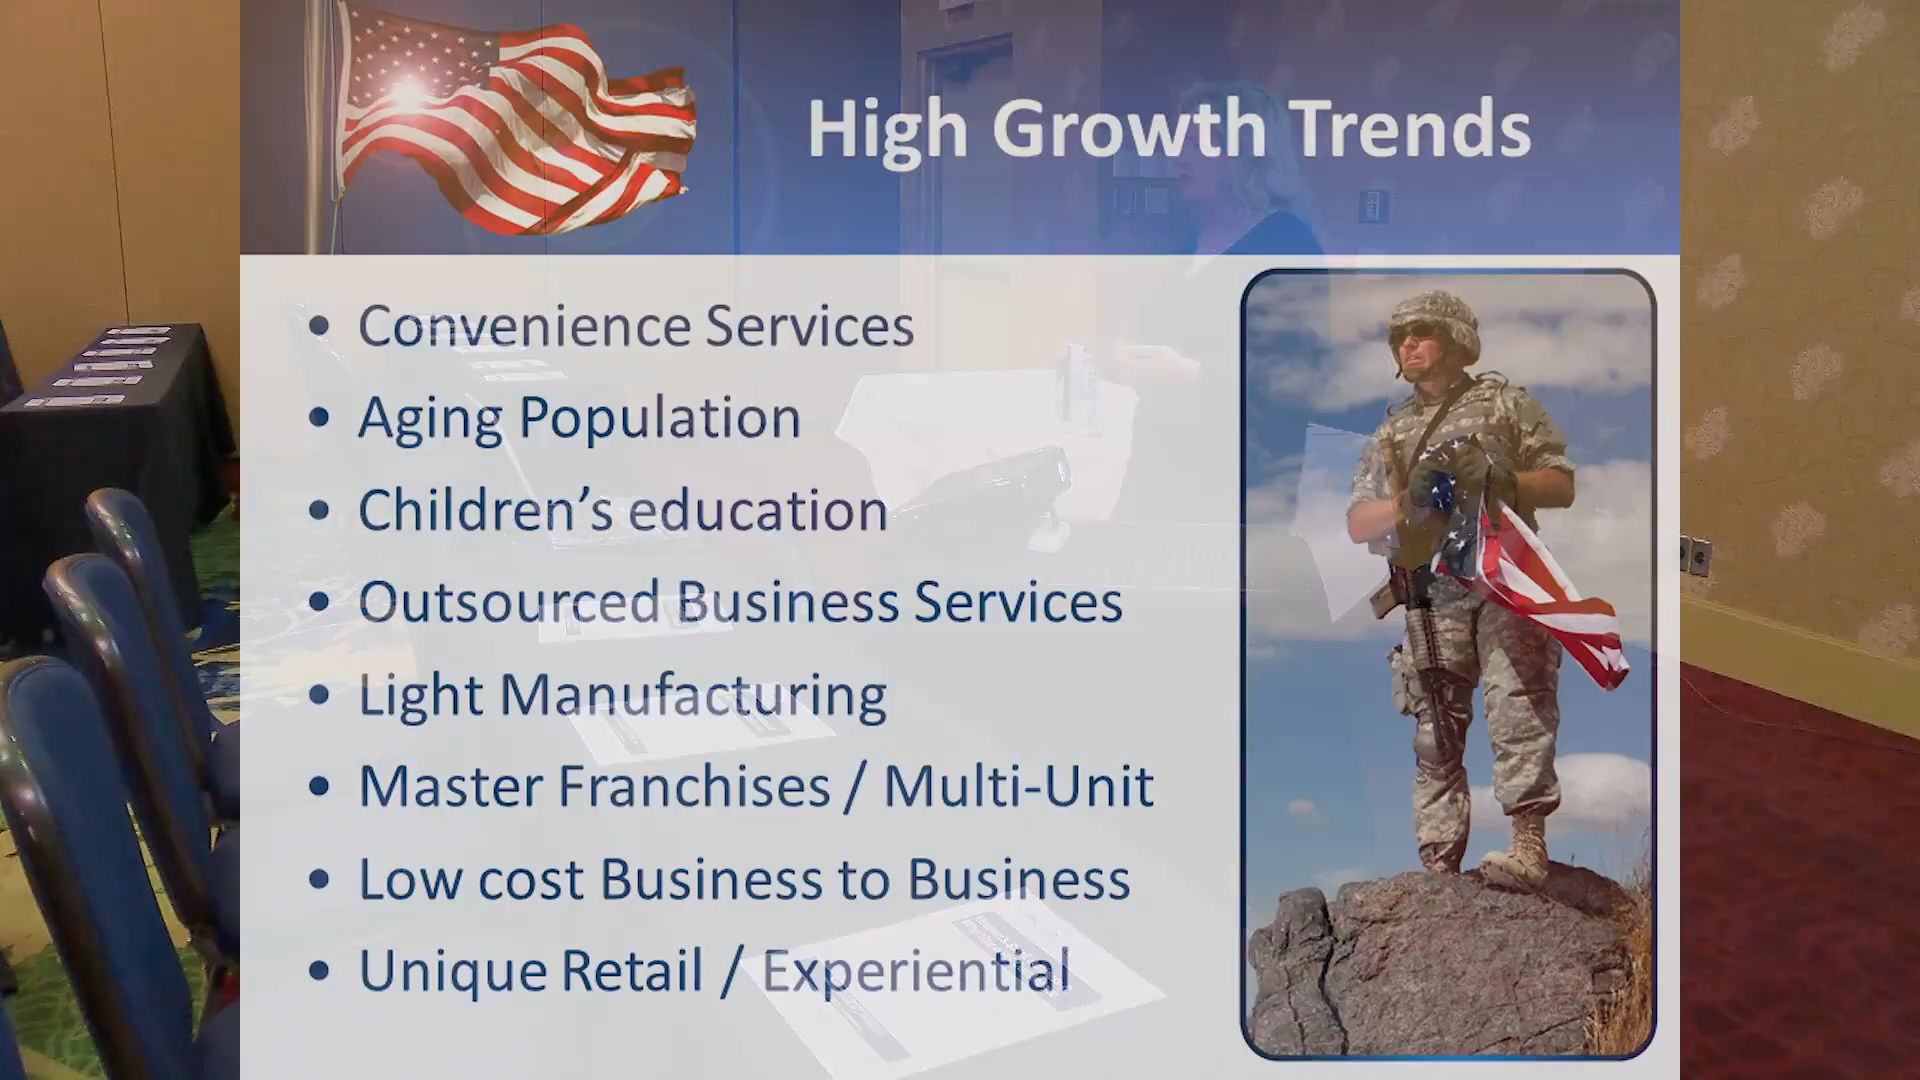 High Growth Trends
• Convenience Services
• Aging Population
• Children's education
• Outsourced Business Services
• Light Manufacturing
• Master Franchises / Multi-Unit
• Low cost Business to Business
• Unique Retail / Experiential